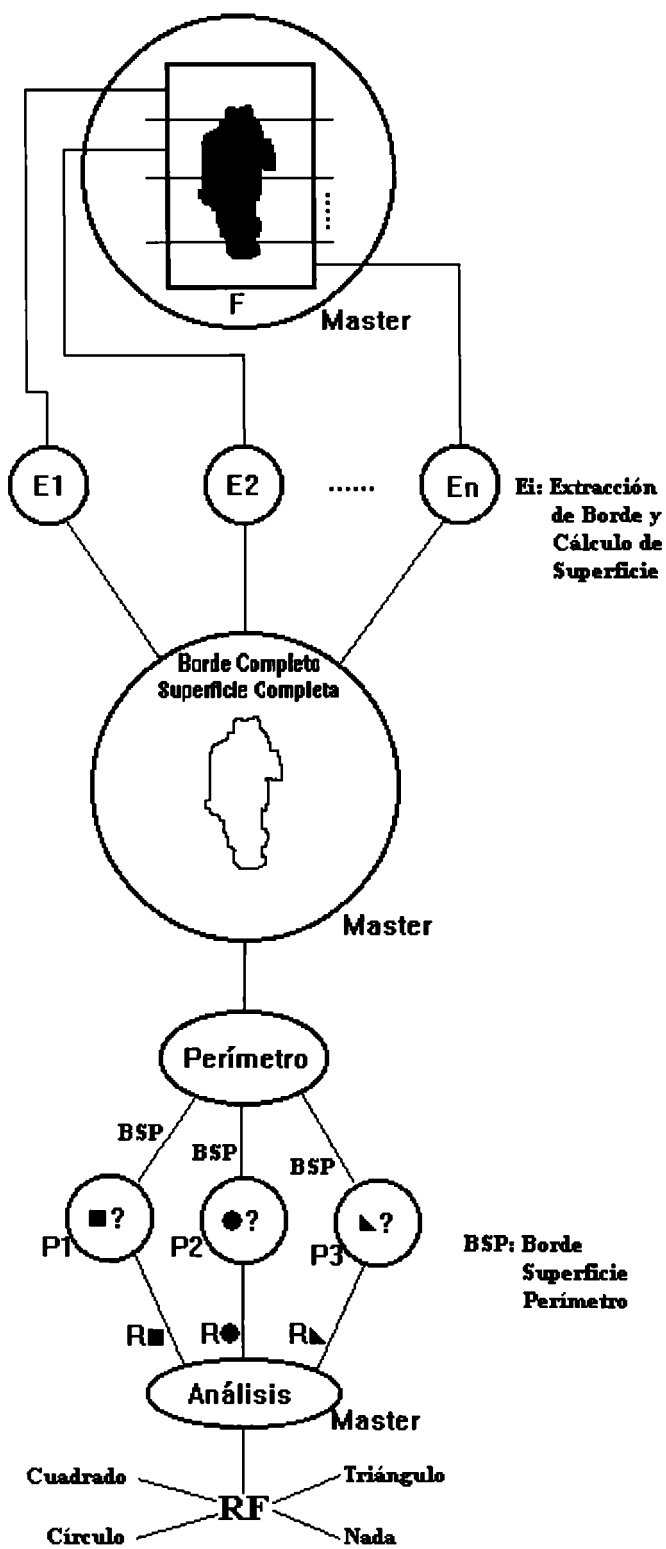 F
Master
E1
E2
......
En
Ei: Extracción
de Borde y
Cálculo de
Superficie
Borde Completo
Superficie Completa
Master
Perímetro
BSP
BSP
BSP
?
?
?
P1
P2
P3
BSP: Borde
Superficie
Perímetro
R
R
R
Análisis
Master
Cuadrado
Triángulo
RF
Círculo
Nada